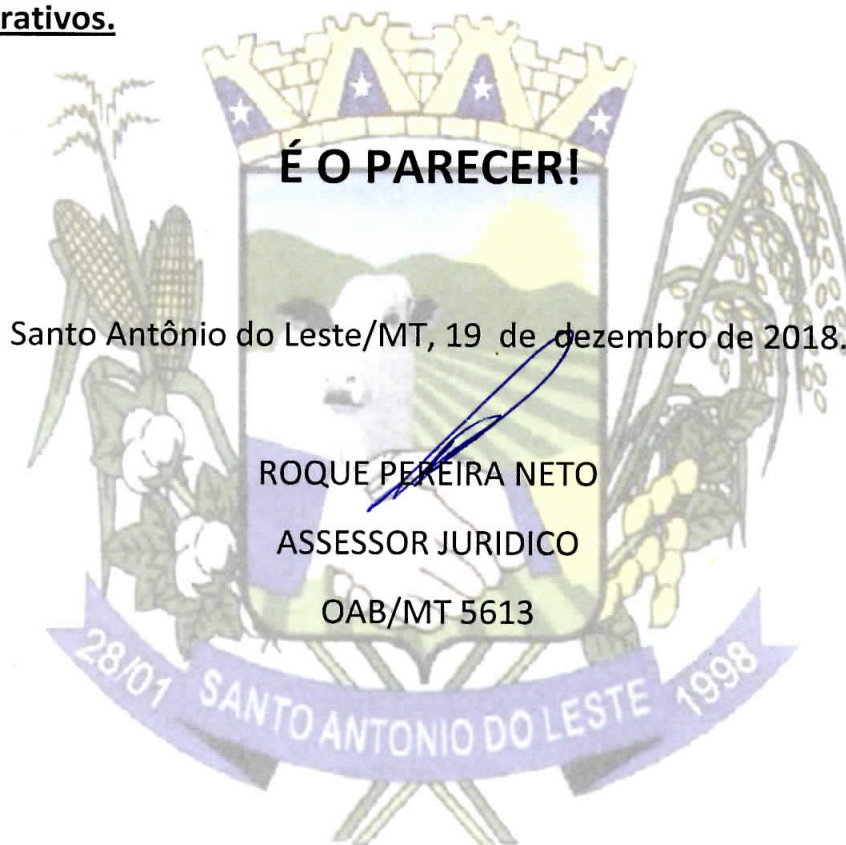 rativos.
É O PARECER!
Santo Antônio do Leste/MT, 19 de dezembro de 2018.
ROQUE PEREIRA NETO
ASSESSOR JURIDICO
OAB/MT 5613
28/01 SANTO ANTONIO DO LESTE 1998